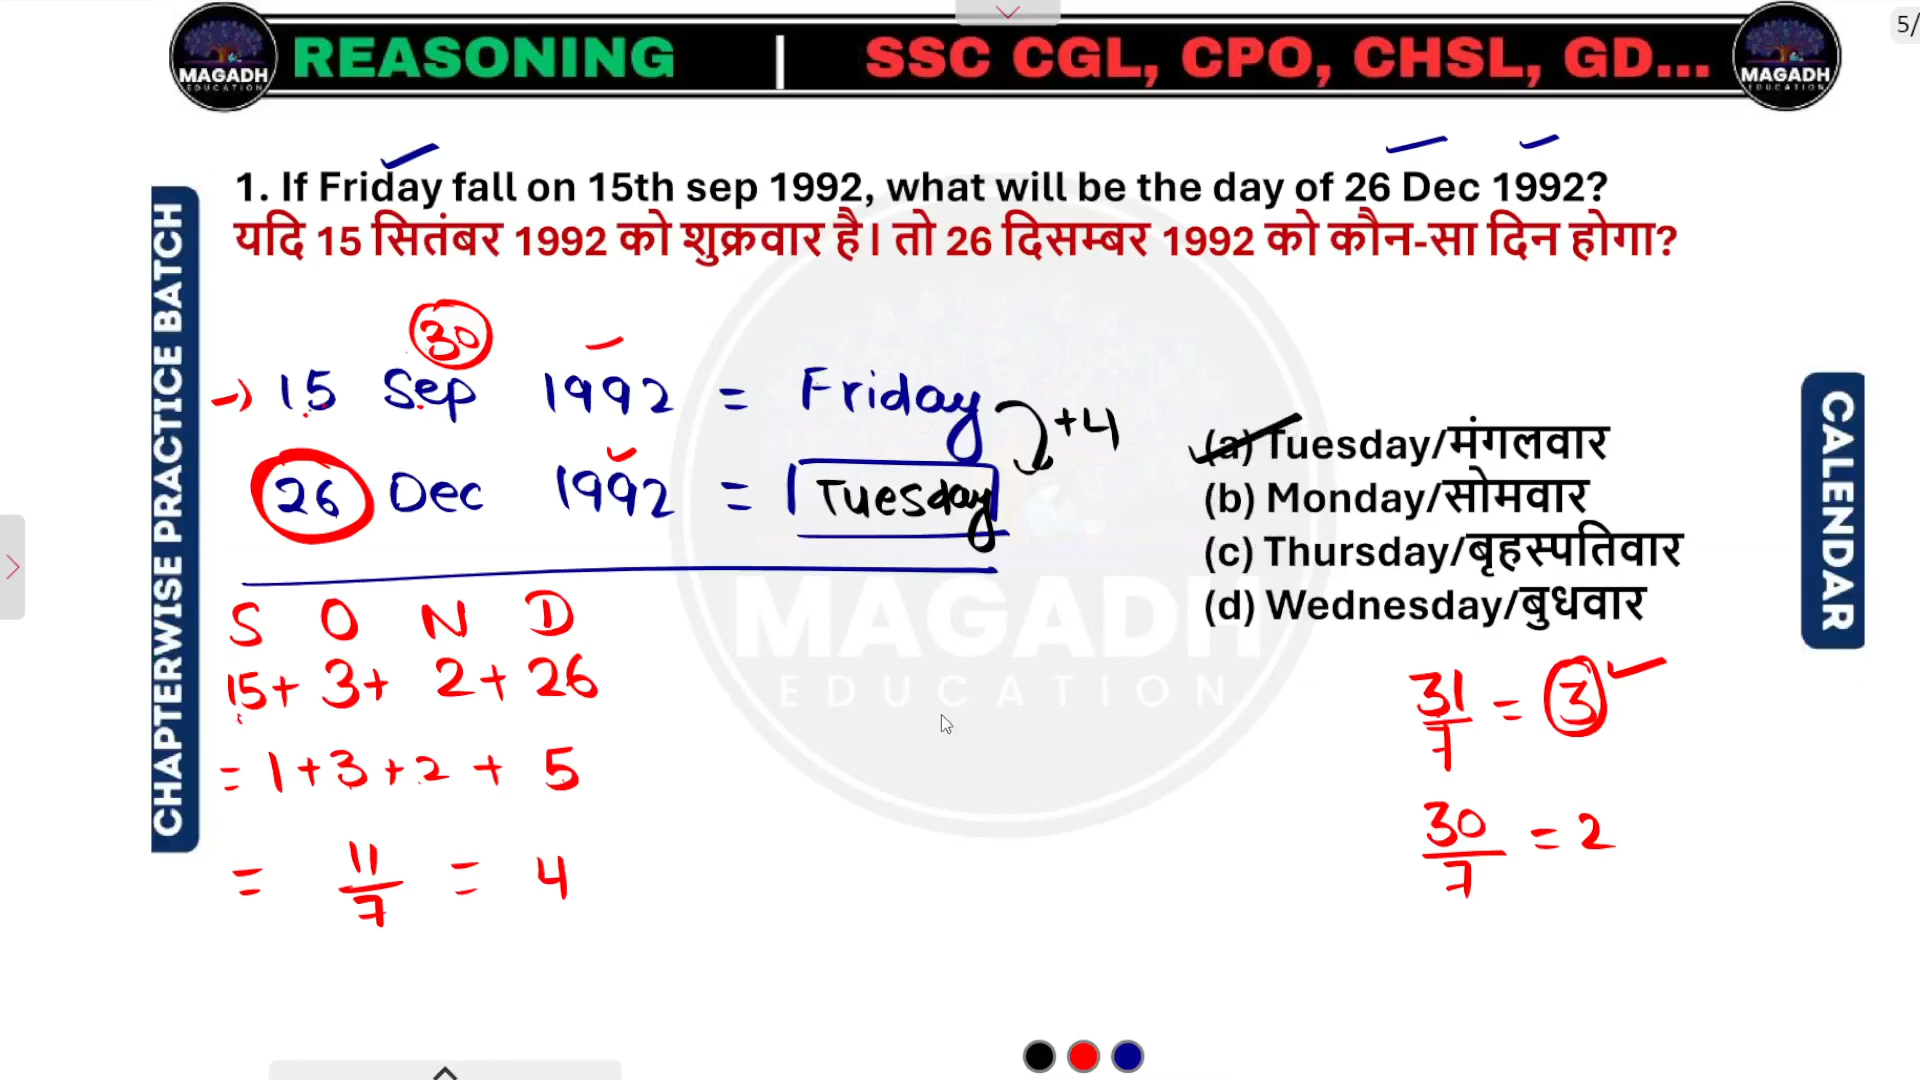 5/
MAGADH
EDUCATION
REASONING | SSC CGL, CPO, CHSL, GD...
MAGADH
EDUCATION
CHAPTERWISE PRACTICE BATCH
1. If Friday fall on 15th sep 1992, what will be the day of 26 Dec 1992?
यदि 15 सितंबर 1992 को शुक्रवार है। तो 26 दिसम्बर 1992 को कौन-सा दिन होगा?
30
→ 15 Sep 1992 = Friday
+4
26 Dec 1992 = Tuesday
S O N D
15+ 3+ 2+ 26
= 1+3+2+5
= 11/7 = 4
(a) Tuesday/मंगलवार
(b) Monday/सोमवार
(c) Thursday/बृहस्पतिवार
(d) Wednesday/बुधवार
31/7 = 3
30/7 = 2
CALENDAR
MAGADH
EDUCATION